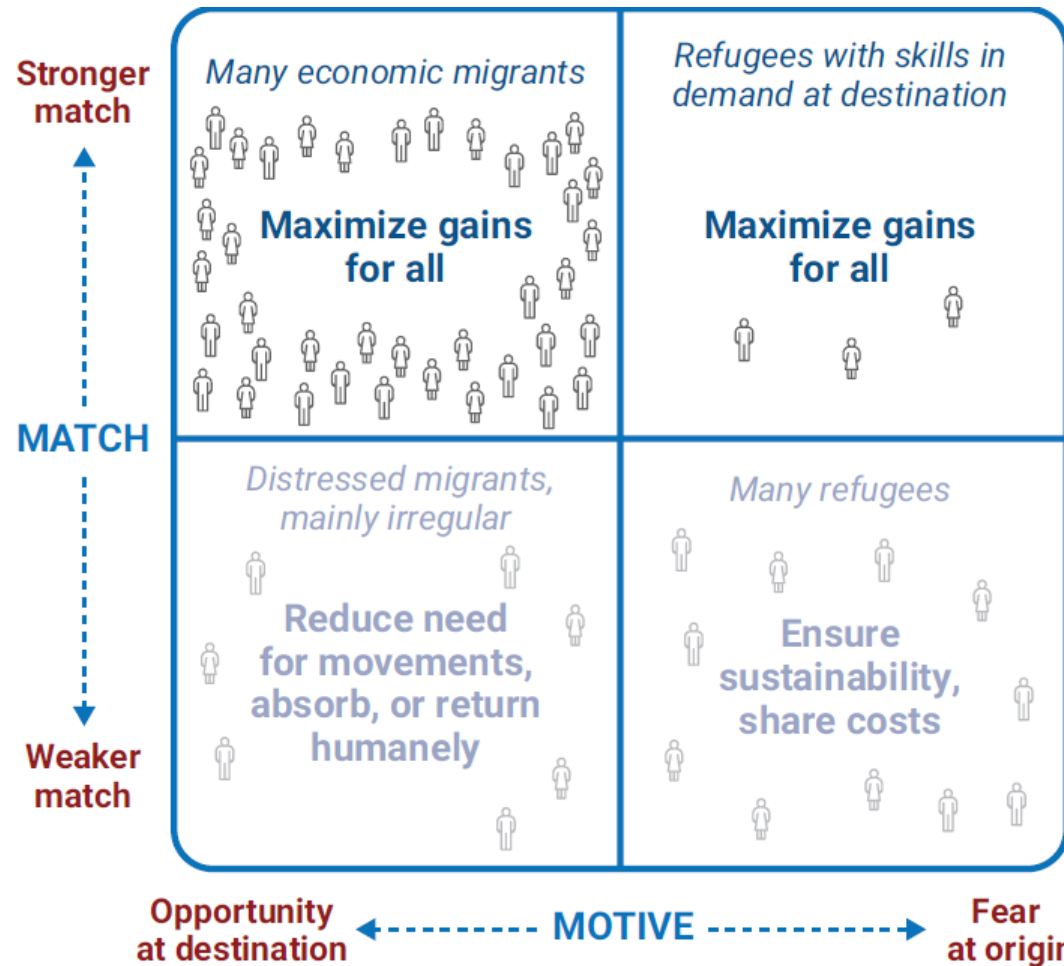 Stronger
match
Many economic migrants
Refugees with skills in
demand at destination
Maximize gains
for all
Maximize gains
for all
MATCH
Distressed migrants,
mainly irregular
Many refugees
Reduce need
for movements,
absorb, or return
humanely
Ensure
sustainability,
share costs
Weaker
match
Opportunity
at destination
MOTIVE
Fear
at origin